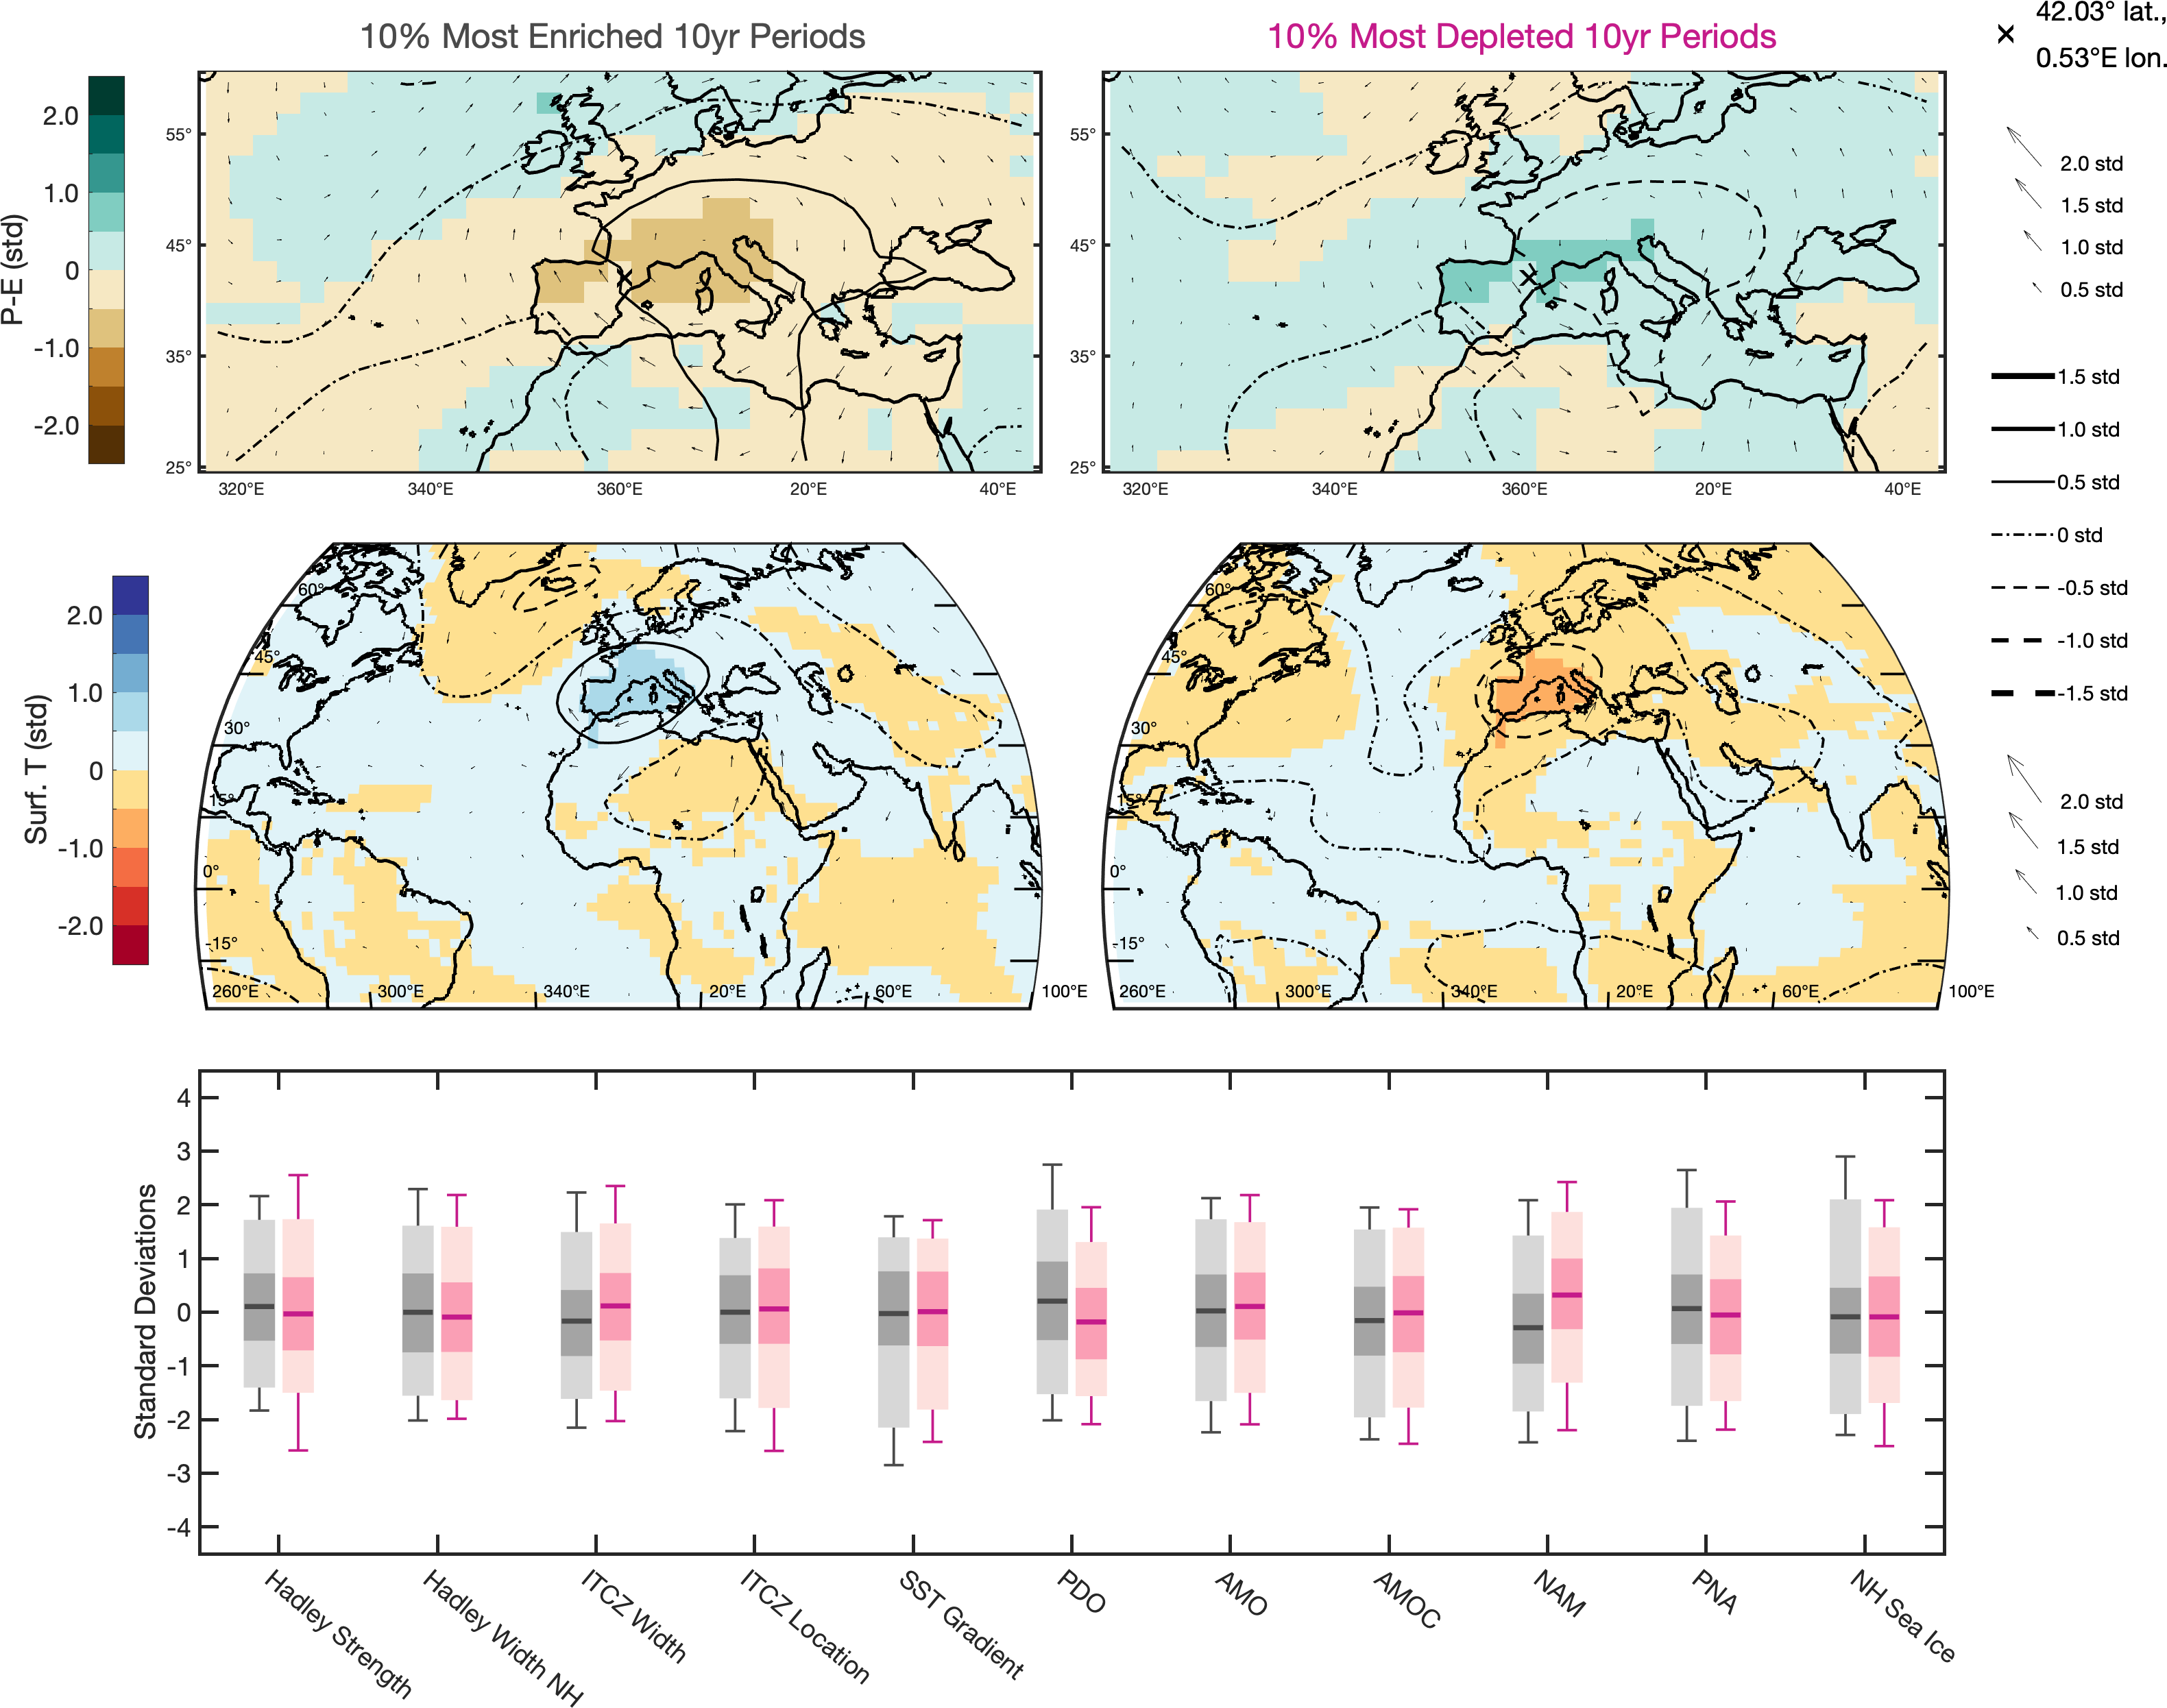 10% Most Enriched 10yr Periods
10% Most Depleted 10yr Periods
42.03° lat.,
0.53°E lon.
P-E (std)
2.0
1.0
0
-1.0
-2.0
55°
45°
35°
25°
320°E
340°E
360°E
20°E
40°E
55°
45°
35°
25°
320°E
340°E
360°E
20°E
40°E
2.0 std
1.5 std
1.0 std
0.5 std
1.5 std
1.0 std
0.5 std
0 std
-0.5 std
-1.0 std
-1.5 std
Surf. T (std)
2.0
1.0
0
-1.0
-2.0
60°
45°
30°
15°
0°
-15°
260°E
300°E
340°E
20°E
60°E
100°E
60°
45°
30°
15°
0°
-15°
260°E
300°E
340°E
20°E
60°E
100°E
2.0 std
1.5 std
1.0 std
0.5 std
Standard Deviations
4
3
2
1
0
-1
-2
-3
-4
Hadley Strength
Hadley Width NH
ITCZ Width
ITCZ Location
SST Gradient
PDO
AMO
AMOC
NAM
PNA
NH Sea Ice